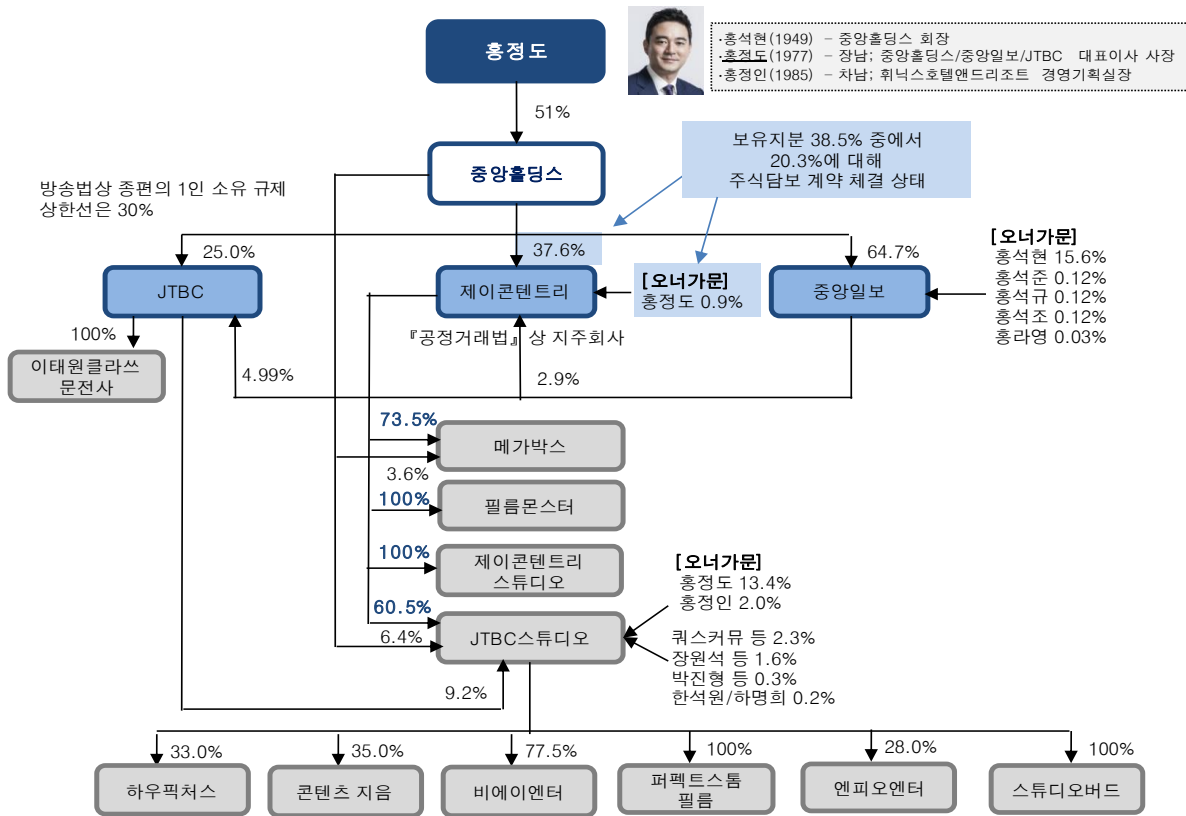 홍정도
·홍석현(1949) – 중앙홀딩스 회장
·홍정도(1977) – 장남; 중앙홀딩스/중앙일보/JTBC 대표이사 사장
·홍정인(1985) – 차남; 휘닉스호텔앤드리조트 경영기획실장
51%
보유지분 38.5% 중에서
20.3%에 대해
주식담보 계약 체결 상태
중앙홀딩스
방송법상 종편의 1인 소유 규제
상한선은 30%
25.0%
37.6%
64.7%
[오너가문]
홍석현 15.6%
홍석준 0.12%
홍석규 0.12%
홍석조 0.12%
홍라영 0.03%
JTBC
제이콘텐트리
[오너가문]
홍정도 0.9%
중앙일보
『공정거래법』 상 지주회사
100%
이태원클라쓰
문전사
4.99%
2.9%
73.5%
메가박스
3.6%
100%
필름몬스터
100%
제이콘텐트리
스튜디오
60.5%
6.4%
JTBC스튜디오
[오너가문]
홍정도 13.4%
홍정인 2.0%
쿼스커뮤 등 2.3%
장원석 등 1.6%
박진형 등 0.3%
한석원/하명희 0.2%
9.2%
33.0%
35.0%
77.5%
100%
28.0%
100%
하우픽처스
콘텐츠 지음
비에이엔터
퍼펙트스톰
필름
엔피오엔터
스튜디오버드